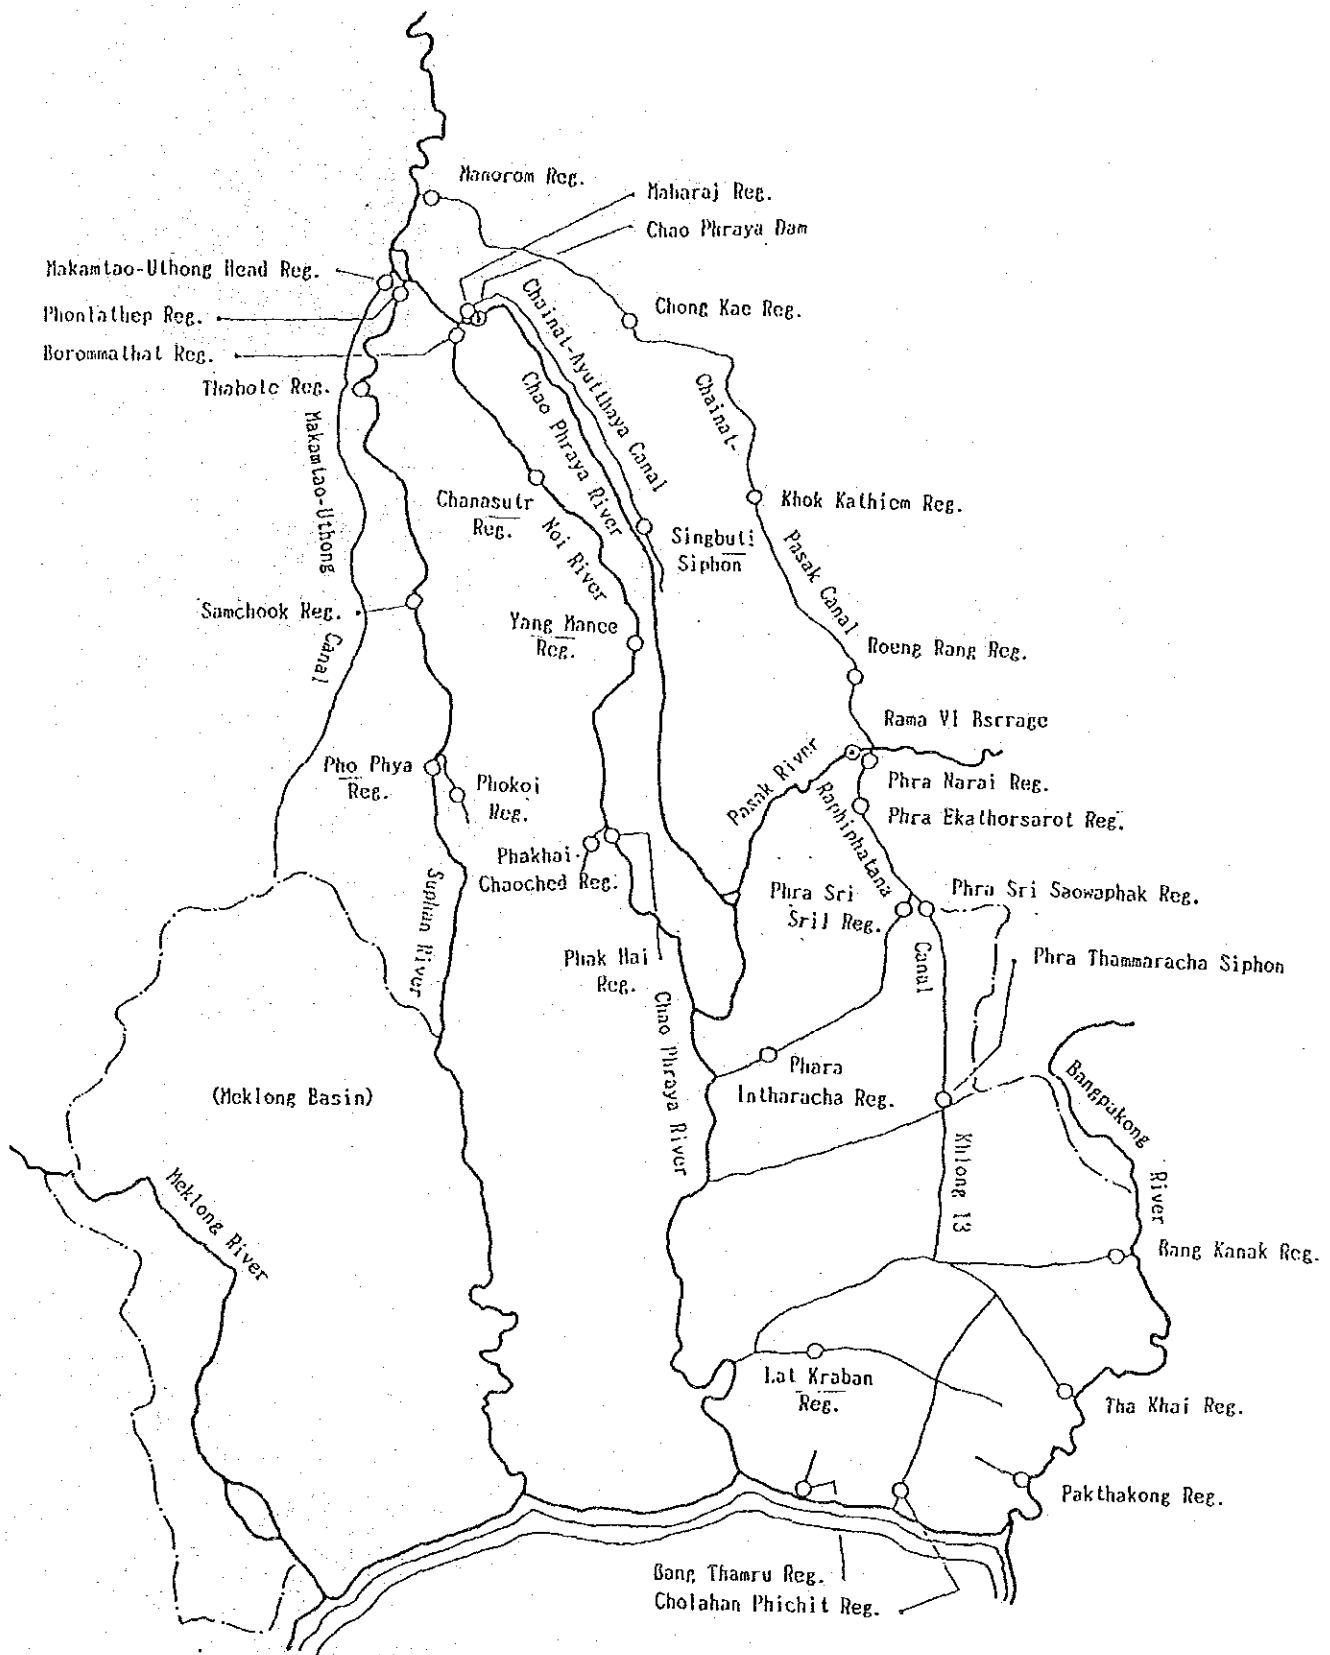 Manorom Reg.
Maharaj Reg.
Chao Phraya Dam
Makamtao-Uthong Head Reg.
Phonlathep Reg.
Borommathat Reg.
Thahole Reg.
Chong Kae Reg.
Chainat-Ayutthaya Canal
Chao Phraya River
Chainat-
Pasak Canal
Makamtao-Uthong
Canal
Chanasutr
Reg.
Noi River
Khok Kathiem Reg.
Singbuti
Siphon
Samchook Reg.
Yang Manee
Reg.
Roeng Rang Reg.
Rama VI Bsrrage
Pho Phya
Reg.
Phokoi
Reg.
Pasak River
Phra Narai Reg.
Phra Ekathorsarot Reg.
Raphiphatana
Canal
Phakhai-
Chaoched Reg.
Suphan River
Phra Sri
Sril Reg.
Phra Sri Saowaphak Reg.
Phak Hai
Reg.
Phra Thammaracha Siphon
Chao Phraya River
Phara
Intharacha Reg.
(Meklong Basin)
Bangpakong
River
Meklong River
Khlong 13
Bang Kanak Reg.
Lat Kraban
Reg.
Tha Khai Reg.
Pakthakong Reg.
Bang Thamru Reg.
Cholahan Phichit Reg.